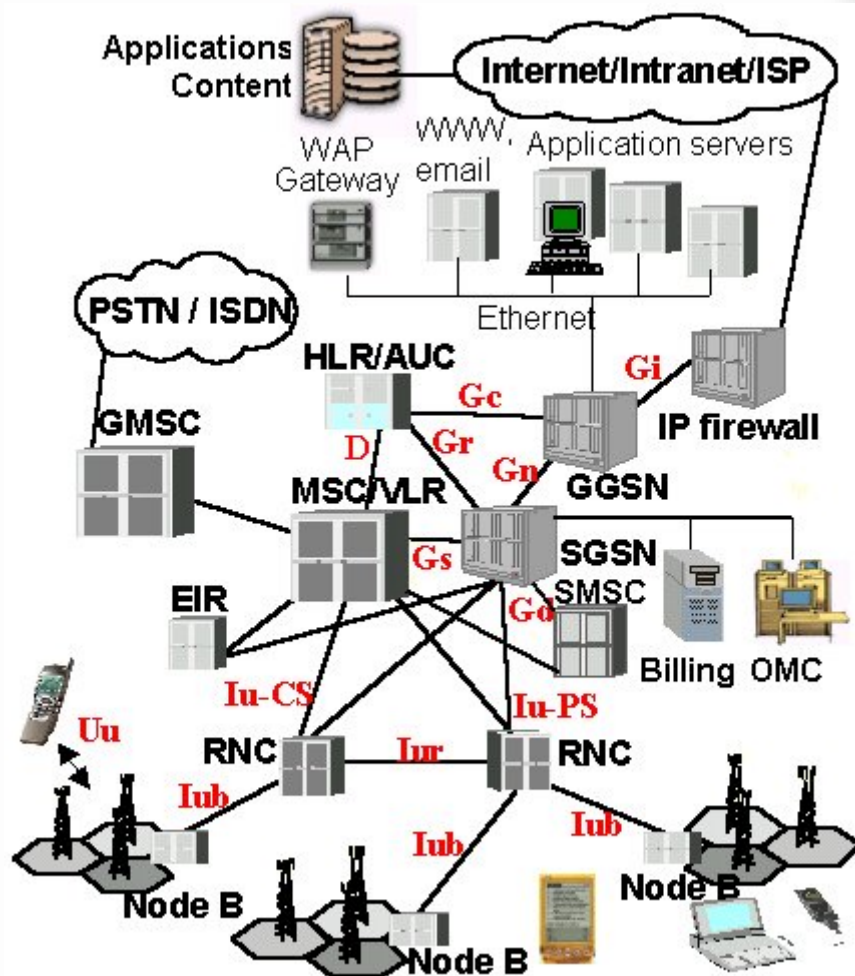 Applications
Content
Internet/Intranet/ISP
WAP
Gateway
WWW,
email
Application servers
PSTN / ISDN
Ethernet
HLR/AUC
Gc
Gi
GMSC
D
Gr
Gn
IP firewall
MSC/VLR
GGSN
Gs
SGSN
EIR
Gd
SMSC
Iu-CS
Iu-PS
Billing
OMC
Uu
RNC
Iur
RNC
Iub
Iub
Iub
Node B
Node B
Node B